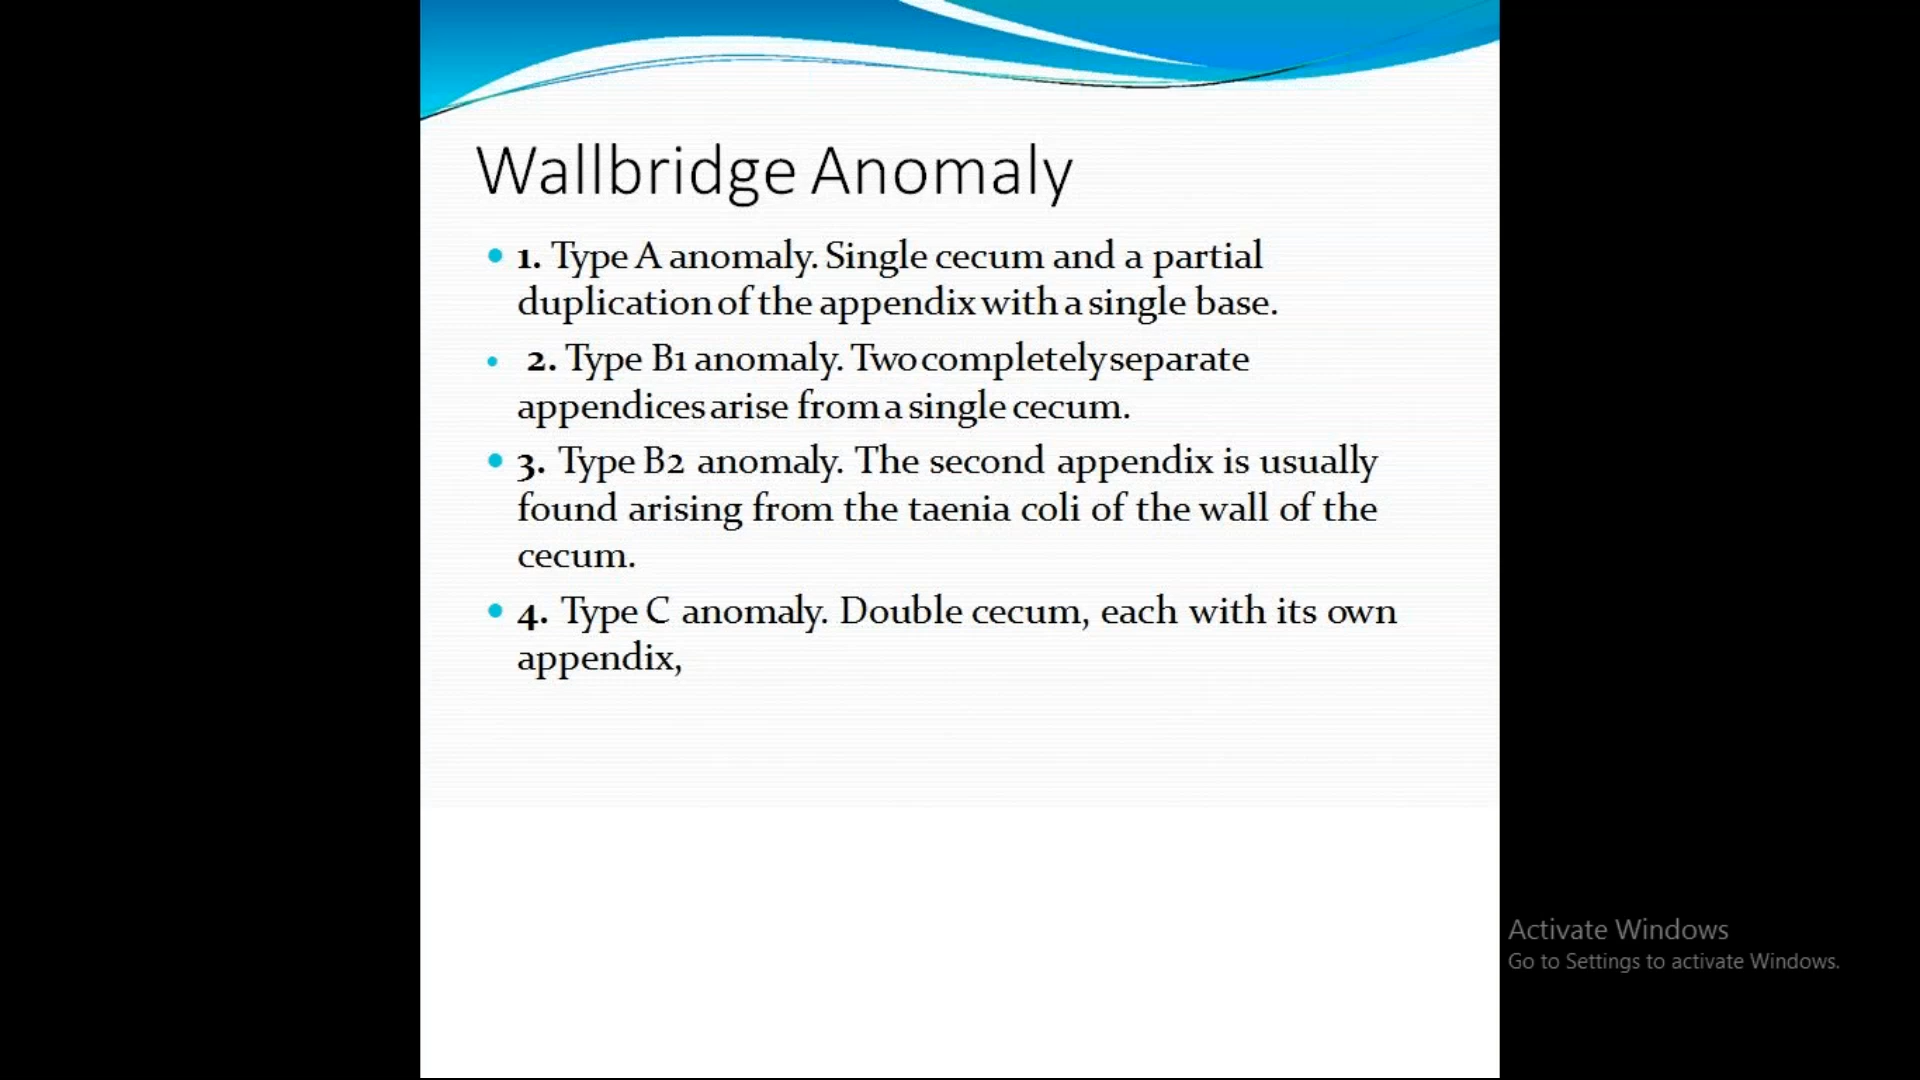 Wallbridge Anomaly
• 1. Type A anomaly. Single cecum and a partial
duplication of the appendix with a single base.
• 2. Type B1 anomaly. Two completely separate
appendices arise from a single cecum.
• 3. Type B2 anomaly. The second appendix is usually
found arising from the taenia coli of the wall of the
cecum.
• 4. Type C anomaly. Double cecum, each with its own
appendix,
Activate Windows
Go to Settings to activate Windows.